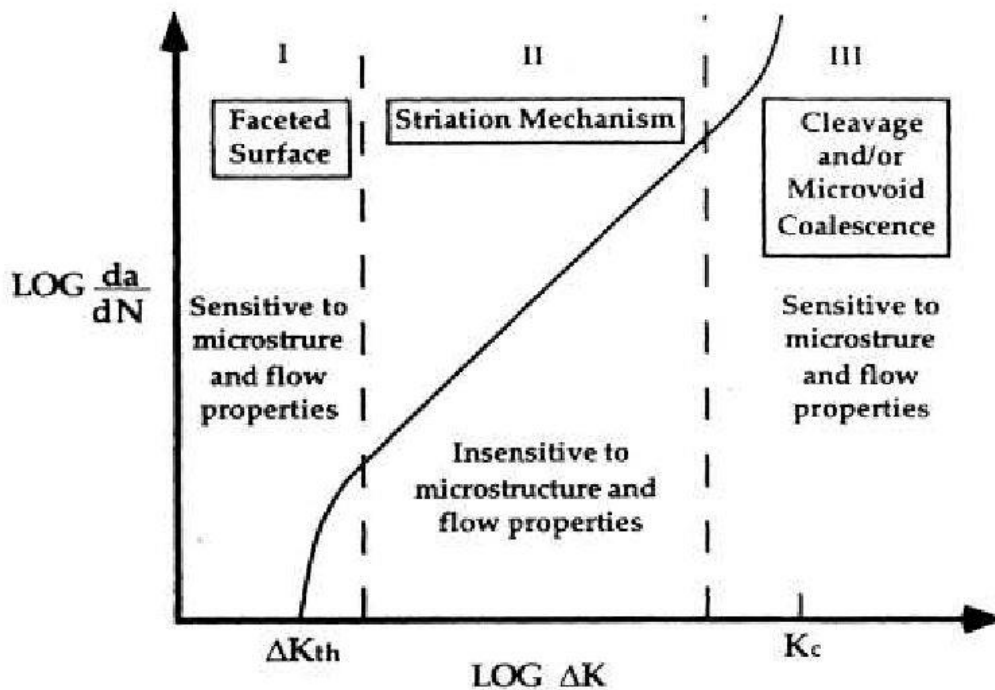 I
II
III
Faceted
Surface
Striation Mechanism
Cleavage
and/or
Microvoid
Coalescence
LOG da
dN
Sensitive to
microstrure
and flow
properties
Insensitive to
microstructure and
flow properties
Sensitive to
microstrure
and flow
properties
ΔKth
Kc
LOG ΔK